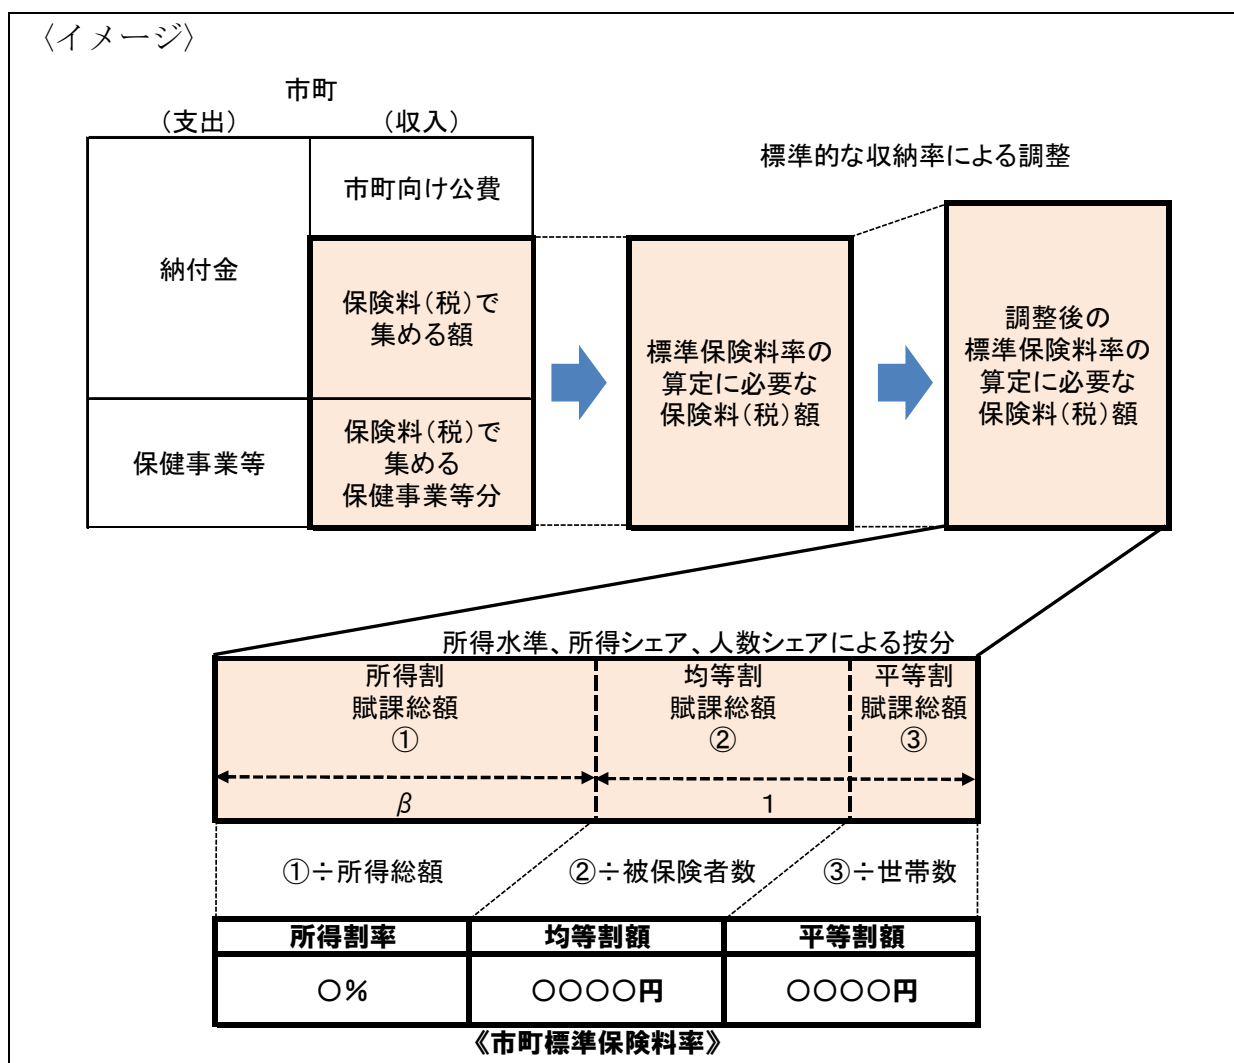 〈イメージ〉
市町
（支出）
（収入）
納付金
市町向け公費
保険料（税）で
集める額
保健事業等
保険料（税）で
集める
保健事業等分
標準的な収納率による調整
標準保険料率の
算定に必要な
保険料（税）額
調整後の
標準保険料率の
算定に必要な
保険料（税）額
所得水準、所得シェア、人数シェアによる按分
所得割
賦課総額
①
均等割
賦課総額
②
平等割
賦課総額
③
β
1
①÷所得総額
②÷被保険者数
③÷世帯数
所得割率
均等割額
平等割額
○％
○○○○円
○○○○円
《市町標準保険料率》